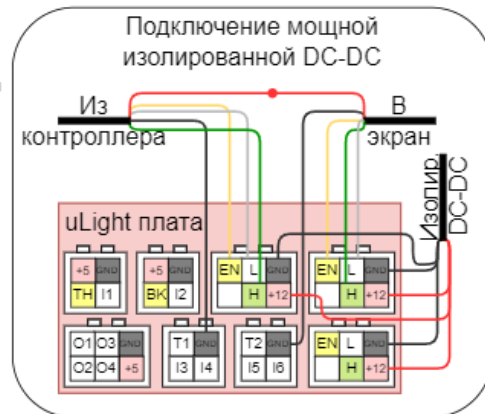 Подключение мощной
изолированной DC-DC
Из
контроллера
В
экран
Изолир.
DC-DC
uLight плата
+5 GND
TH I1
+5 GND
BK I2
EN L GND
H +12
EN L GND
H +12
O1 O3 GND
O2 O4 +5
T1 GND
I3 I4
T2 GND
I5 I6
EN L GND
H +12